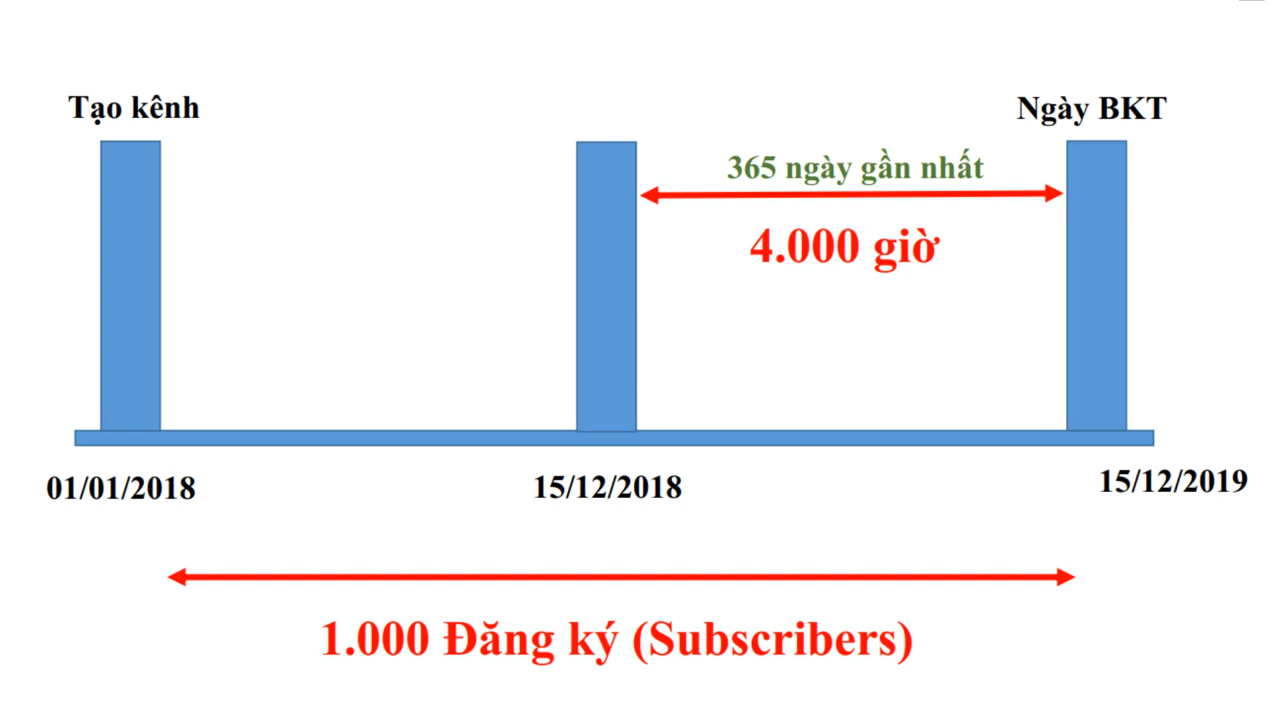 Tạo kênh
Ngày BKT
365 ngày gần nhất
4.000 giờ
01/01/2018
15/12/2018
15/12/2019
1.000 Đăng ký (Subscribers)